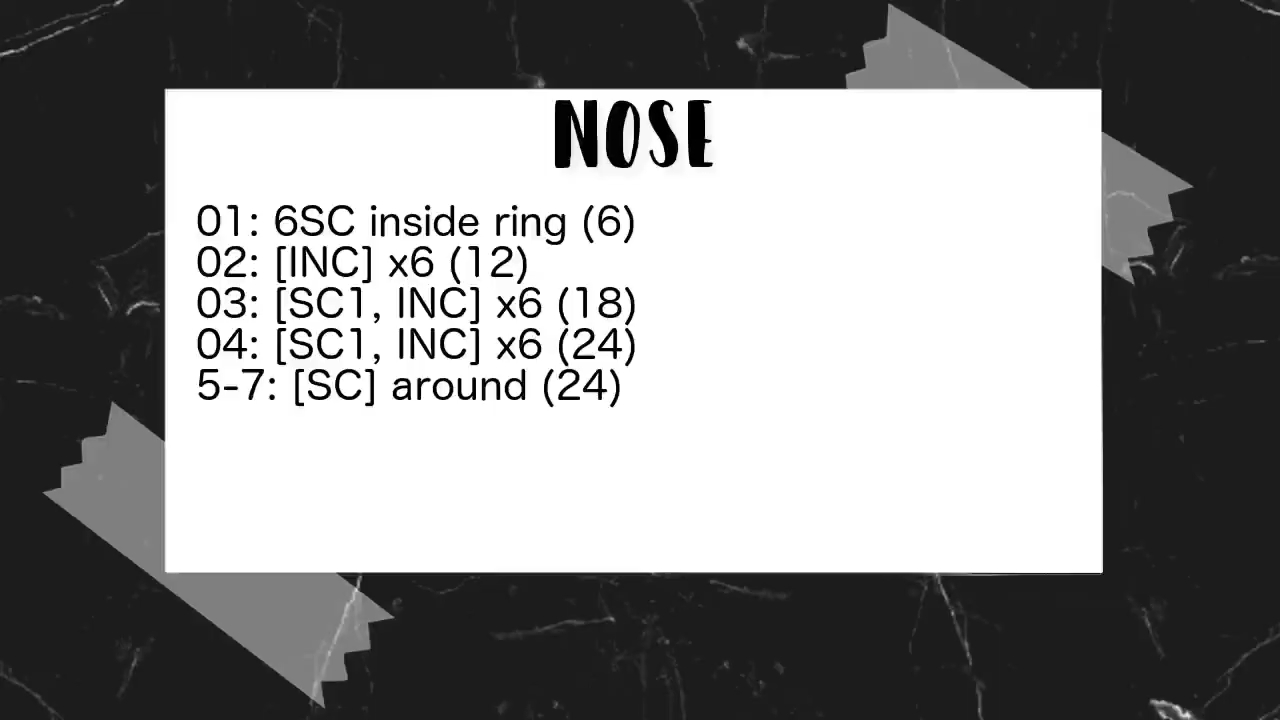 NOSE
01: 6SC inside ring (6)
02: [INC] x6 (12)
03: [SC1, INC] x6 (18)
04: [SC1, INC] x6 (24)
5-7: [SC] around (24)